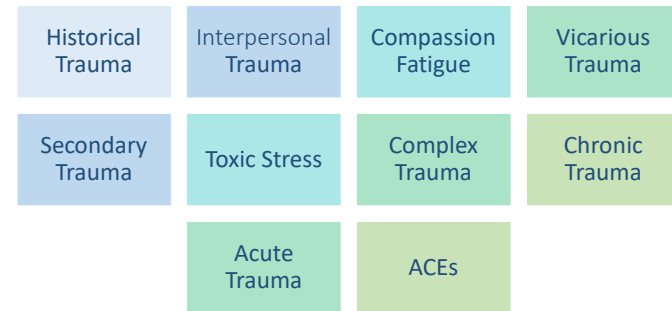 Historical
Trauma
Interpersonal
Trauma
Compassion
Fatigue
Vicarious
Trauma
Secondary
Trauma
Toxic Stress
Complex
Trauma
Chronic
Trauma
Acute
Trauma
ACEs